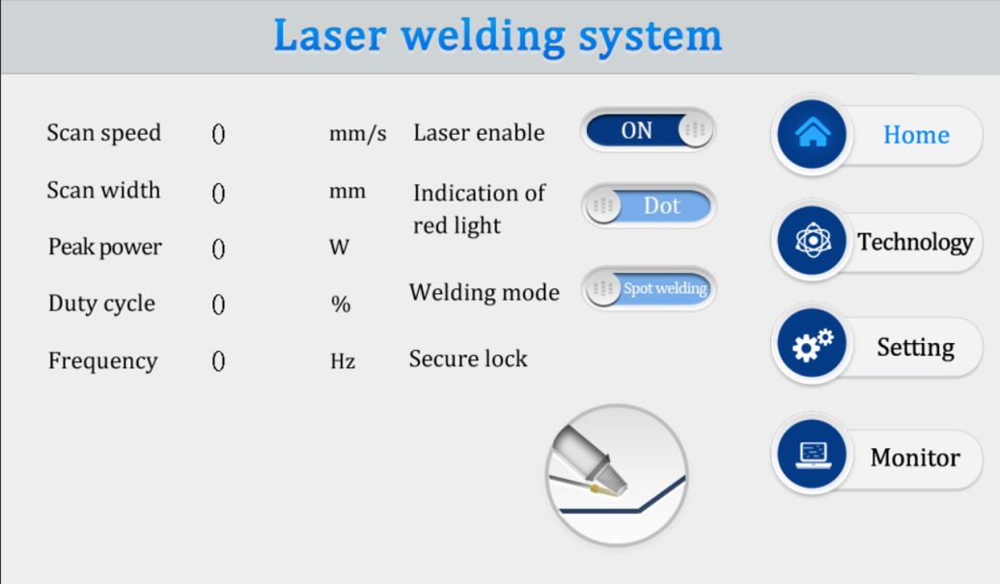 Laser welding system
Scan speed 0 mm/s
Scan width 0 mm
Peak power 0 W
Duty cycle 0 %
Frequency 0 Hz
Laser enable ON
Indication of
red light Dot
Welding mode Spot welding
Secure lock
Home
Technology
Setting
Monitor